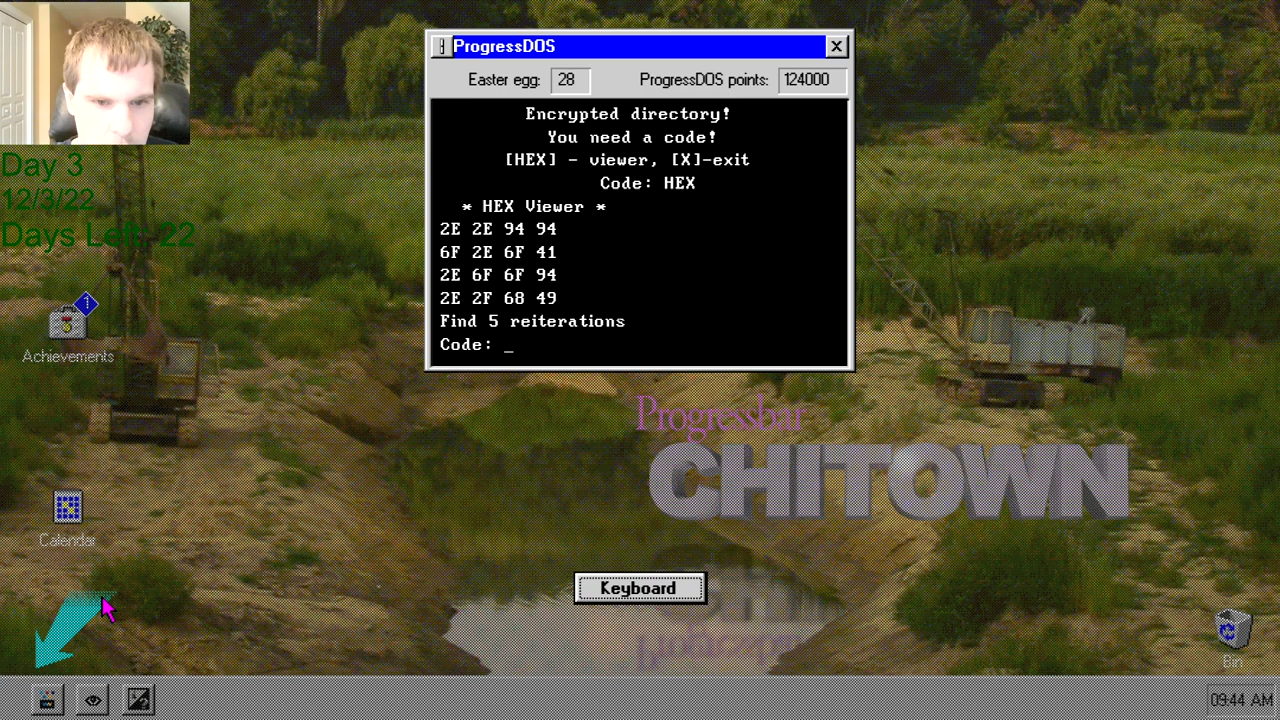 ProgressDOS
Easter egg: 28 ProgressDOS points: 124000
Encrypted directory!
You need a code!
[HEX] - viewer, [X]-exit
Code: HEX
* HEX Viewer *
2E 2E 94 94
6F 2E 6F 41
2E 6F 6F 94
2E 2F 68 49
Find 5 reiterations
Code: _
Day 3
12/3/22
Days Left: 22
1
Achievements
Progressbar
CHITOWN
Calendar
Keyboard
Bin
09:44 AM